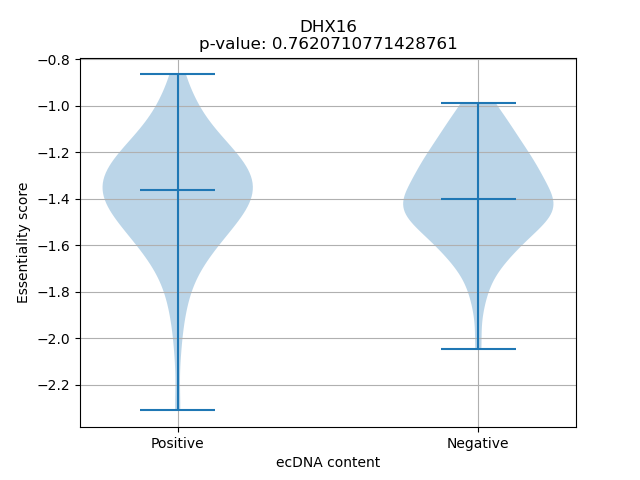 DHX16
p-value: 0.7620710771428761
−0.8
−1.0
−1.2
−1.4
−1.6
−1.8
−2.0
−2.2
Essentiality score
Positive
Negative
ecDNA content